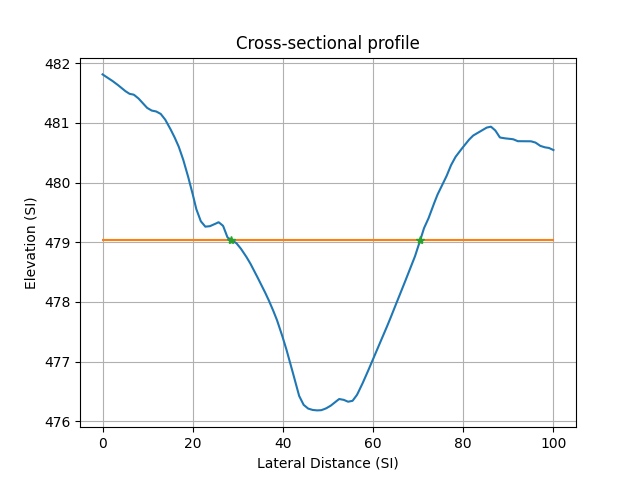 Cross-sectional profile
482
481
480
479
478
477
476
Elevation (SI)
0 20 40 60 80 100
Lateral Distance (SI)